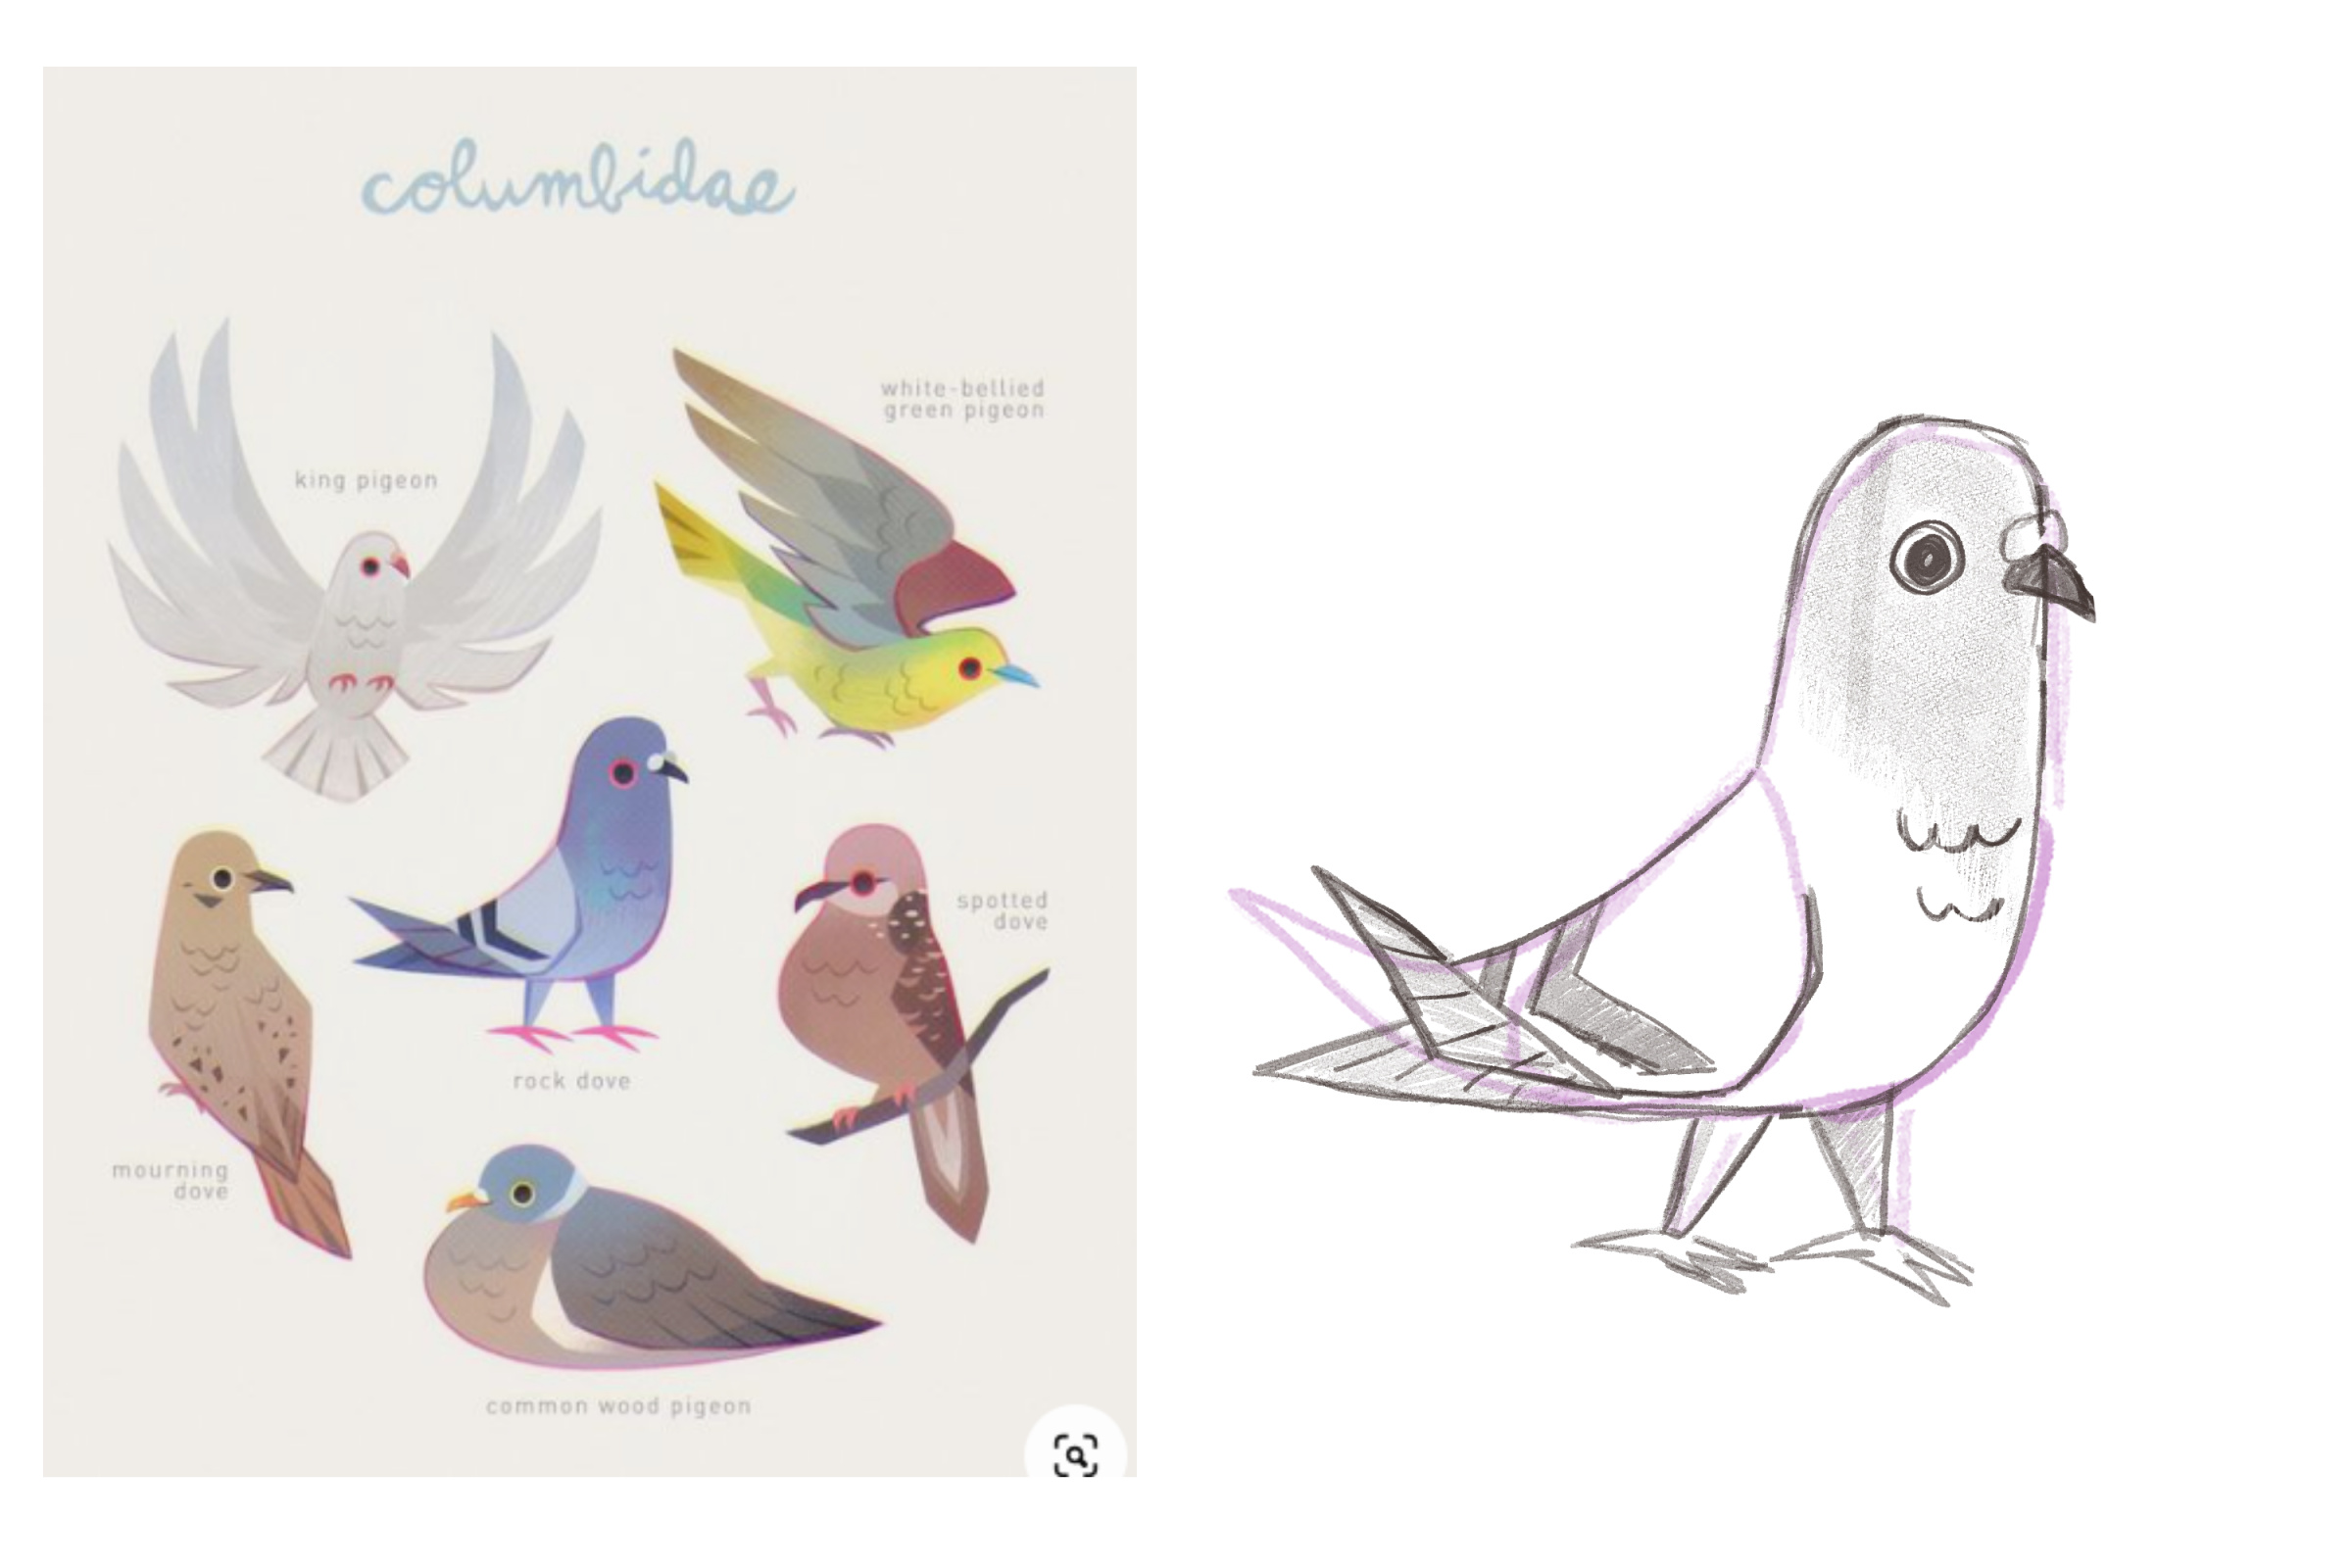 columbidae
white-bellied
green pigeon
king pigeon
spotted
dove
rock dove
mourning
dove
common wood pigeon